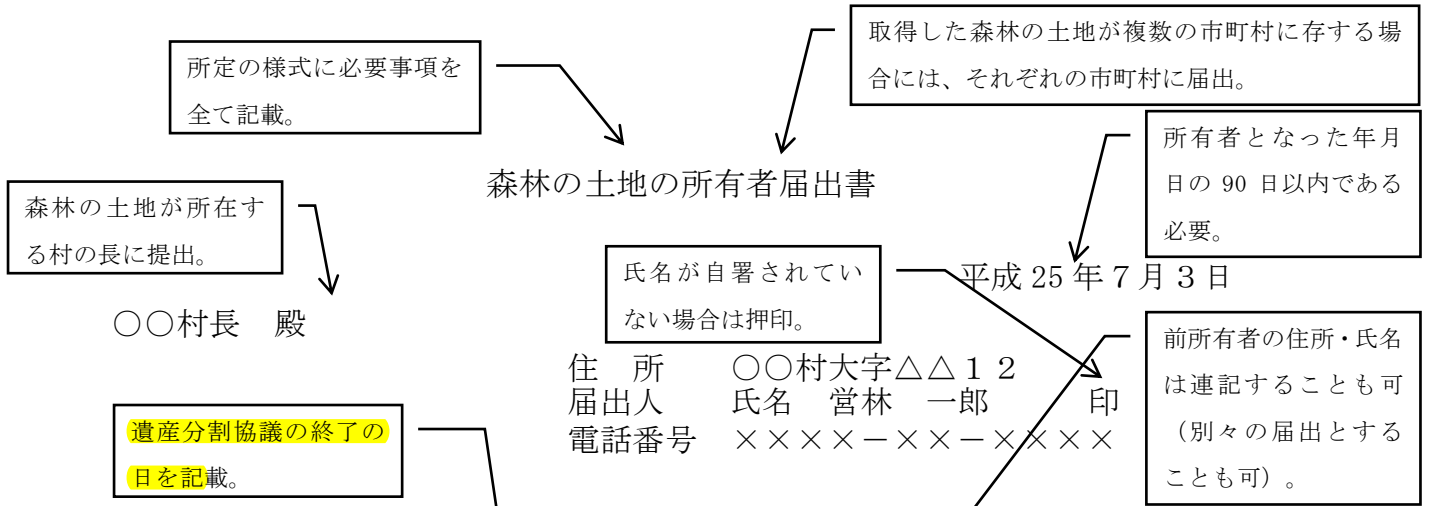 取得した森林の土地が複数の市町村に存する場
合には、それぞれの市町村に届出。
所定の様式に必要事項を
全て記載。
所有者となった年月
日の 90 日以内である
必要。
森林の土地の所有者届出書
森林の土地が所在す
る村の長に提出。
氏名が自署されてい
ない場合は押印。
平成 25 年７月３日
○○村長　殿
前所有者の住所・氏名
は連記することも可
（別々の届出とする
ことも可）。
住　所　　○○村大字△△１２
届出人　　氏名　営林　一郎　　　印
電話番号　××××－××－××××
遺産分割協議の終了の
日を記載。